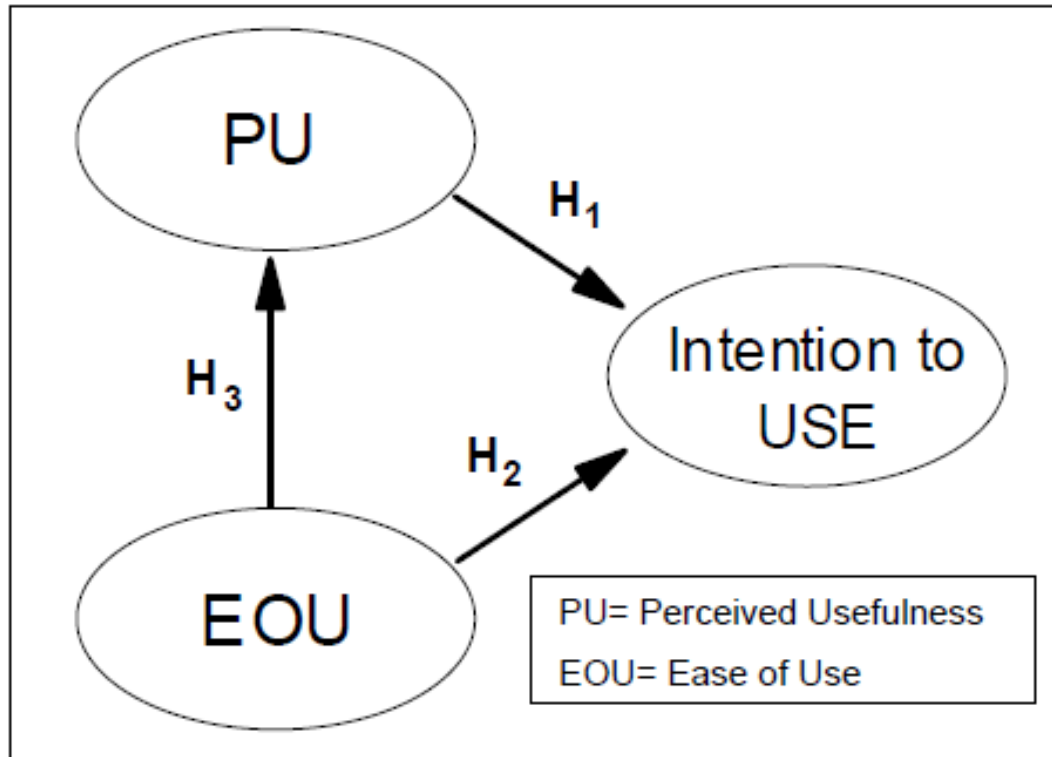 PU
H1
Intention to
USE
H3
H2
EOU
PU= Perceived Usefulness
EOU= Ease of Use